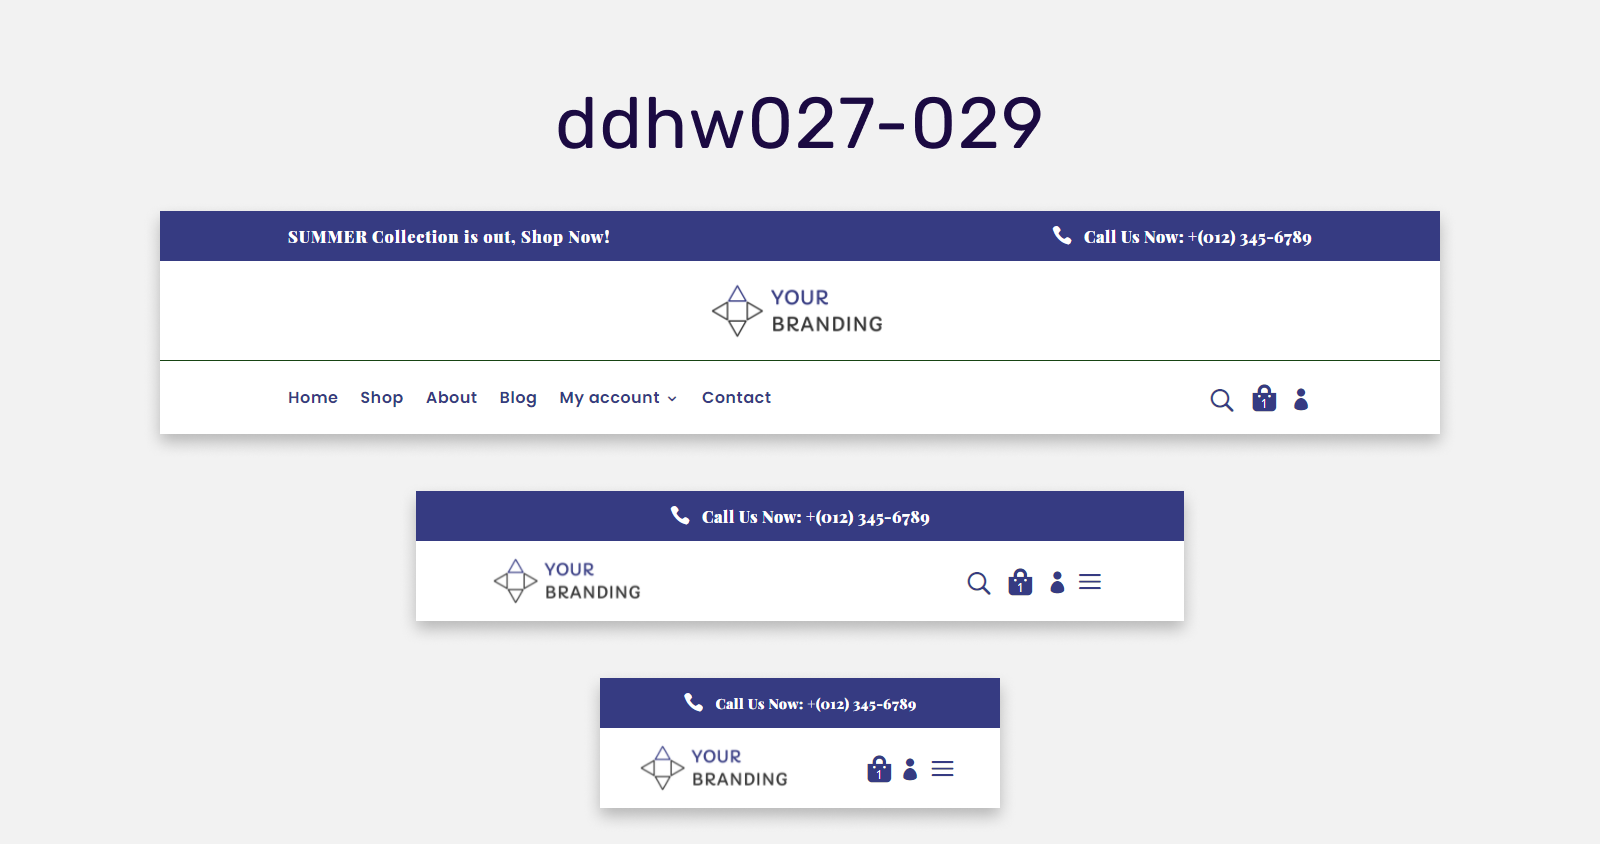 ddhw027-029
SUMMER Collection is out, Shop Now! Call Us Now: +(012) 345-6789
YOUR
BRANDING
Home Shop About Blog My account Contact 1
Call Us Now: +(012) 345-6789
YOUR
BRANDING
1
Call Us Now: +(012) 345-6789
YOUR
BRANDING
1